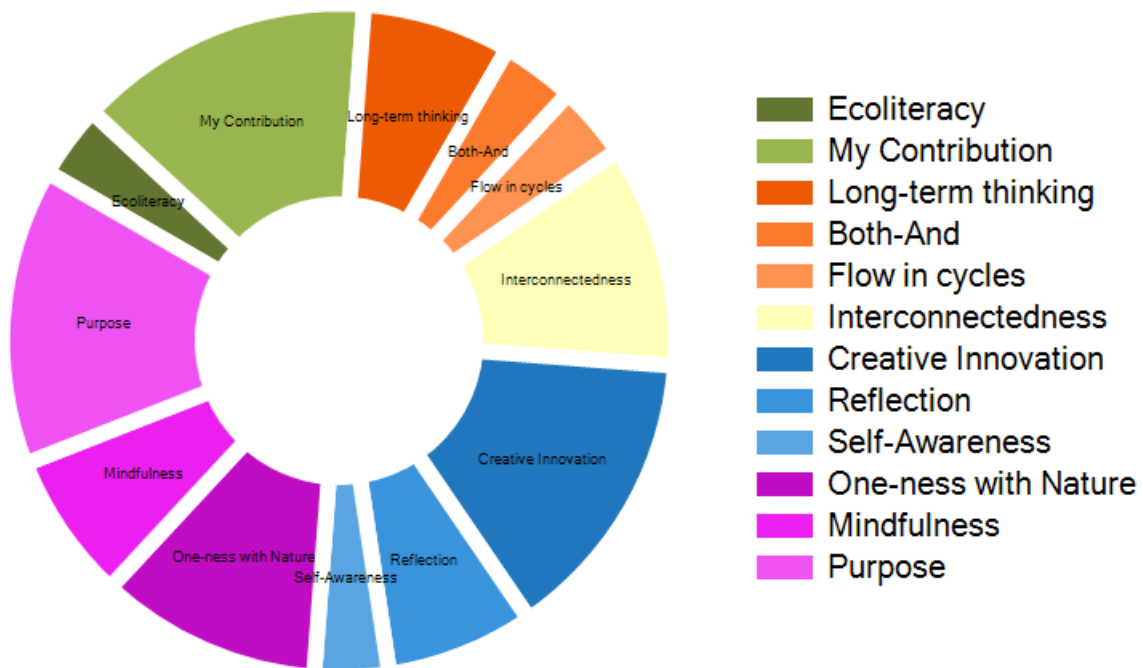 My Contribution
Long-term thinking
Both-And
Flow in cycles
Ecoliteracy
Interconnectedness
Purpose
Creative Innovation
Mindfulness
One-ness with Nature
Reflection
Self-Awareness
Ecoliteracy
My Contribution
Long-term thinking
Both-And
Flow in cycles
Interconnectedness
Creative Innovation
Reflection
Self-Awareness
One-ness with Nature
Mindfulness
Purpose